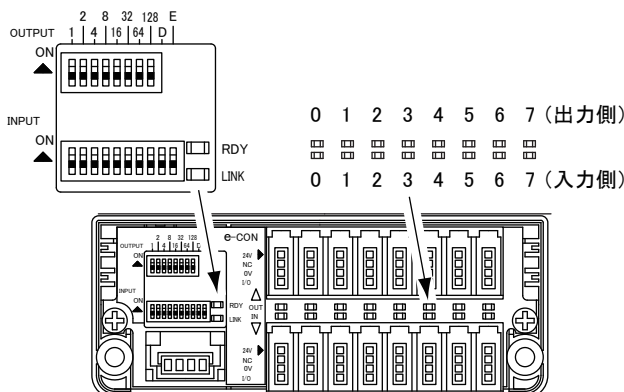 2 8 32 128 E
OUTPUT 1 4 16 64 D
ON
INPUT
ON
RDY
LINK
0 1 2 3 4 5 6 7 (出力側)
0 1 2 3 4 5 6 7 (入力側)
2 8 32 128
OUTPUT 1 4 16 64 D
ON
INPUT
ON
RDY
LINK
e-CON
24V
NC
0V
I/O
OUT
IN
24V
NC
0V
I/O